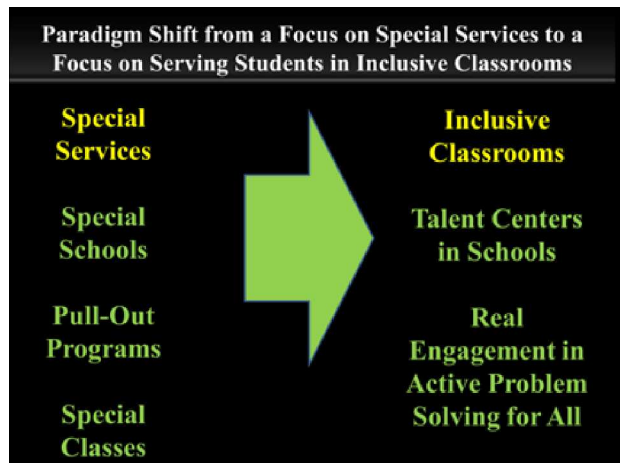 Paradigm Shift from a Focus on Special Services to a
Focus on Serving Students in Inclusive Classrooms
Special
Services
Special
Schools
Pull-Out
Programs
Special
Classes
Inclusive
Classrooms
Talent Centers
in Schools
Real
Engagement in
Active Problem
Solving for All